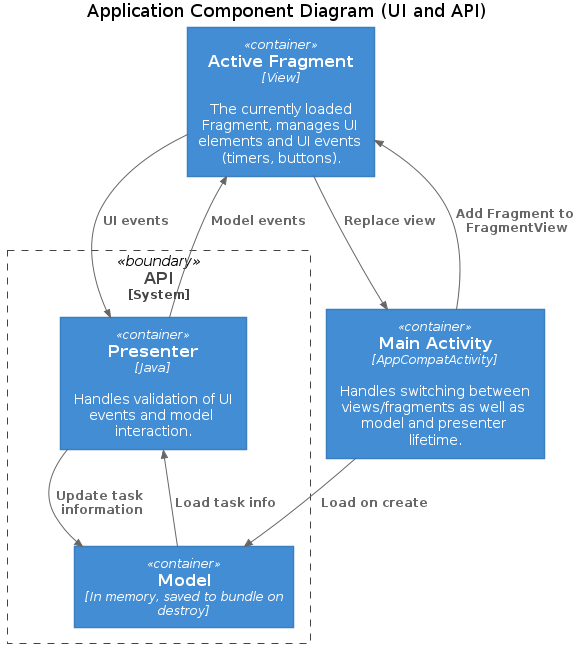 Application Component Diagram (UI and API)
«container»
Active Fragment
[View]
The currently loaded
Fragment, manages UI
elements and UI events
(timers, buttons).
UI events
Model events
Replace view
Add Fragment to
FragmentView
«boundary»
API
[System]
«container»
Presenter
[Java]
Handles validation of UI
events and model
interaction.
«container»
Main Activity
[AppCompatActivity]
Handles switching between
views/fragments as well as
model and presenter
lifetime.
Update task
information
Load task info
Load on create
«container»
Model
[In memory, saved to bundle on
destroy]